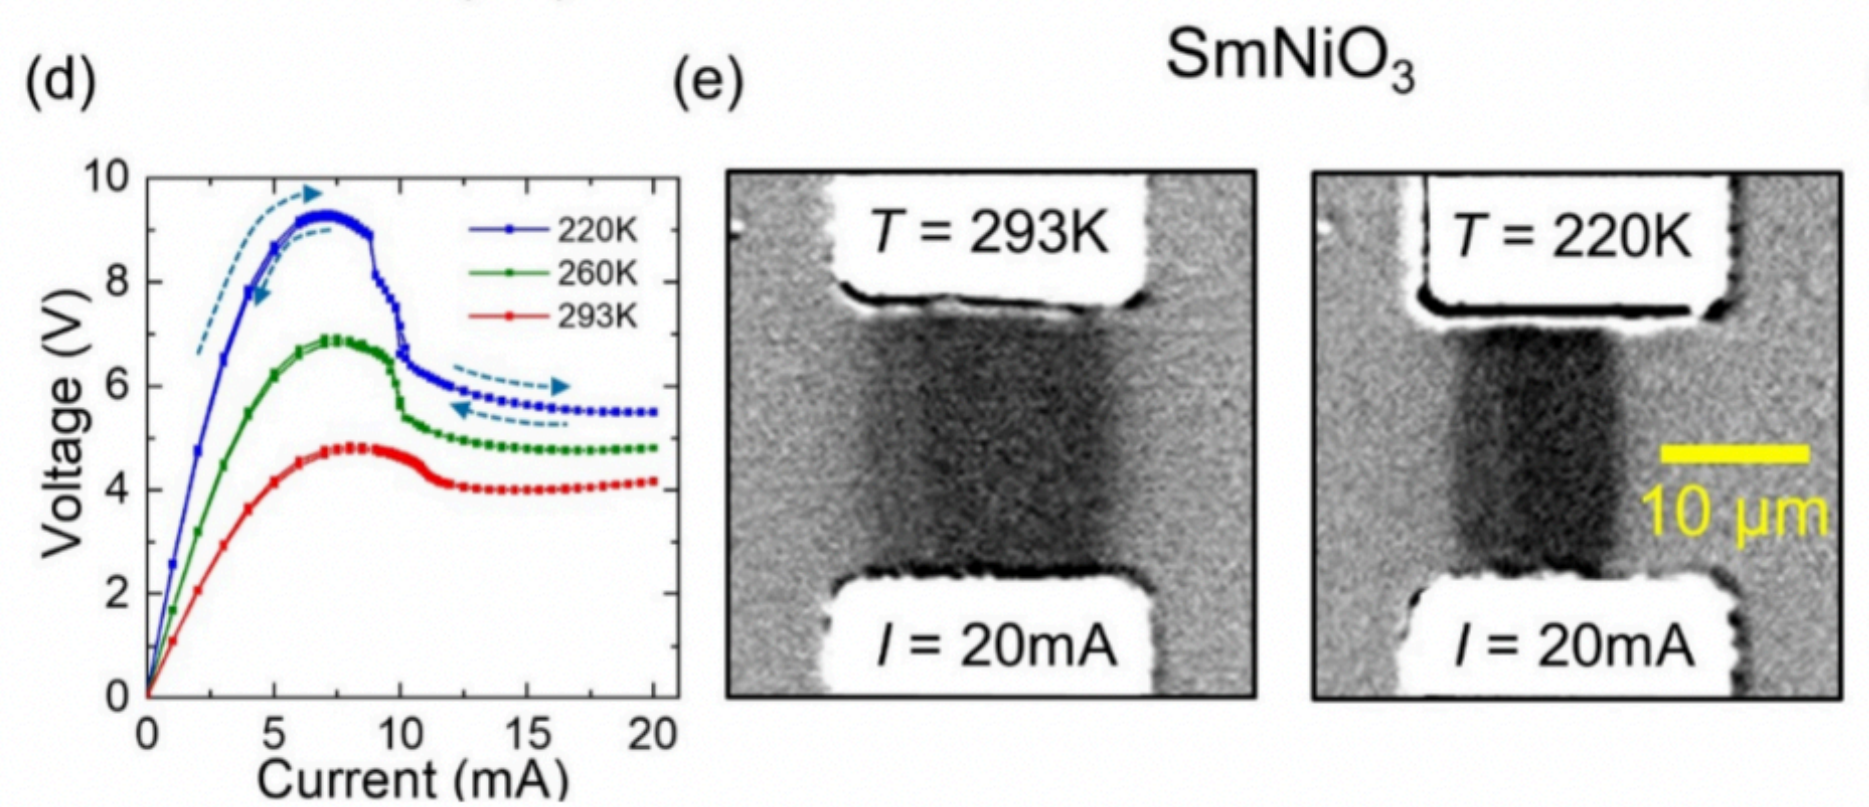 (d)
10
8
6
4
2
0
Voltage (V)
220K
260K
293K
0 5 10 15 20
Current (mA)
(e)
SmNiO₃
T = 293K
I = 20mA
T = 220K
10 µm
I = 20mA